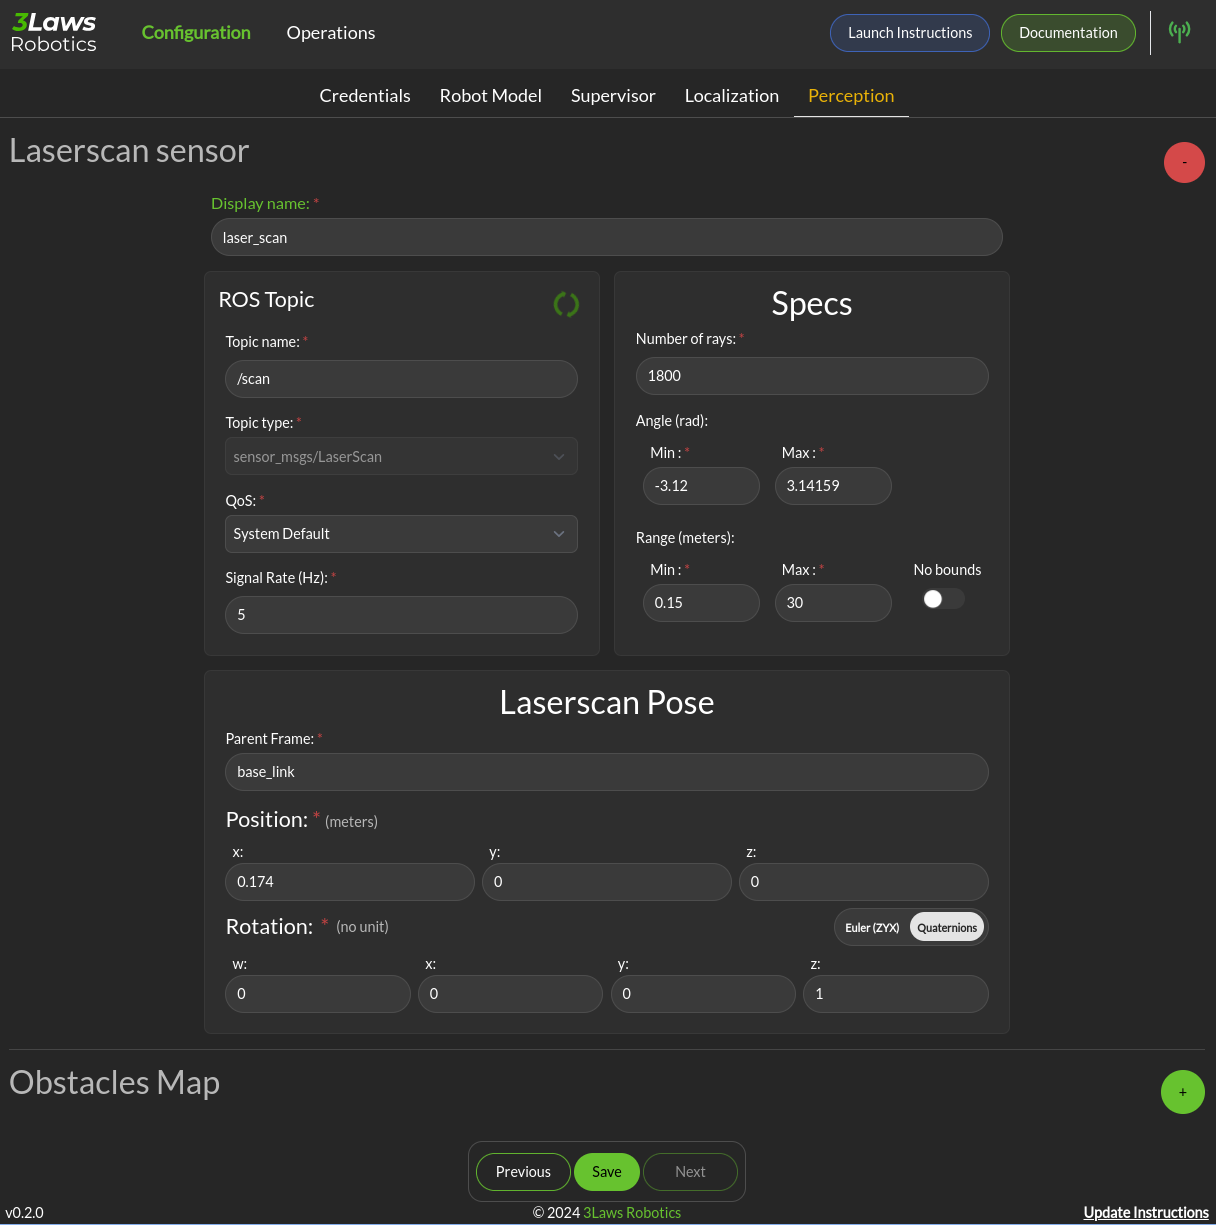 3Laws
Robotics
Configuration
Operations
Launch Instructions
Documentation
Credentials
Robot Model
Supervisor
Localization
Perception
Laserscan sensor
-
Display name: *
laser_scan
ROS Topic
Topic name: *
/scan
Topic type: *
sensor_msgs/LaserScan
QoS: *
System Default
Signal Rate (Hz): *
5
Specs
Number of rays: *
1800
Angle (rad):
Min : * Max : *
-3.12 3.14159
Range (meters):
Min : * Max : * No bounds
0.15 30
Laserscan Pose
Parent Frame: *
base_link
Position: * (meters)
x: y: z:
0.174 0 0
Rotation: * (no unit) Euler (ZYX) Quaternions
w: x: y: z:
0 0 0 1
Obstacles Map
+
Previous Save Next
v0.2.0 © 2024 3Laws Robotics Update Instructions